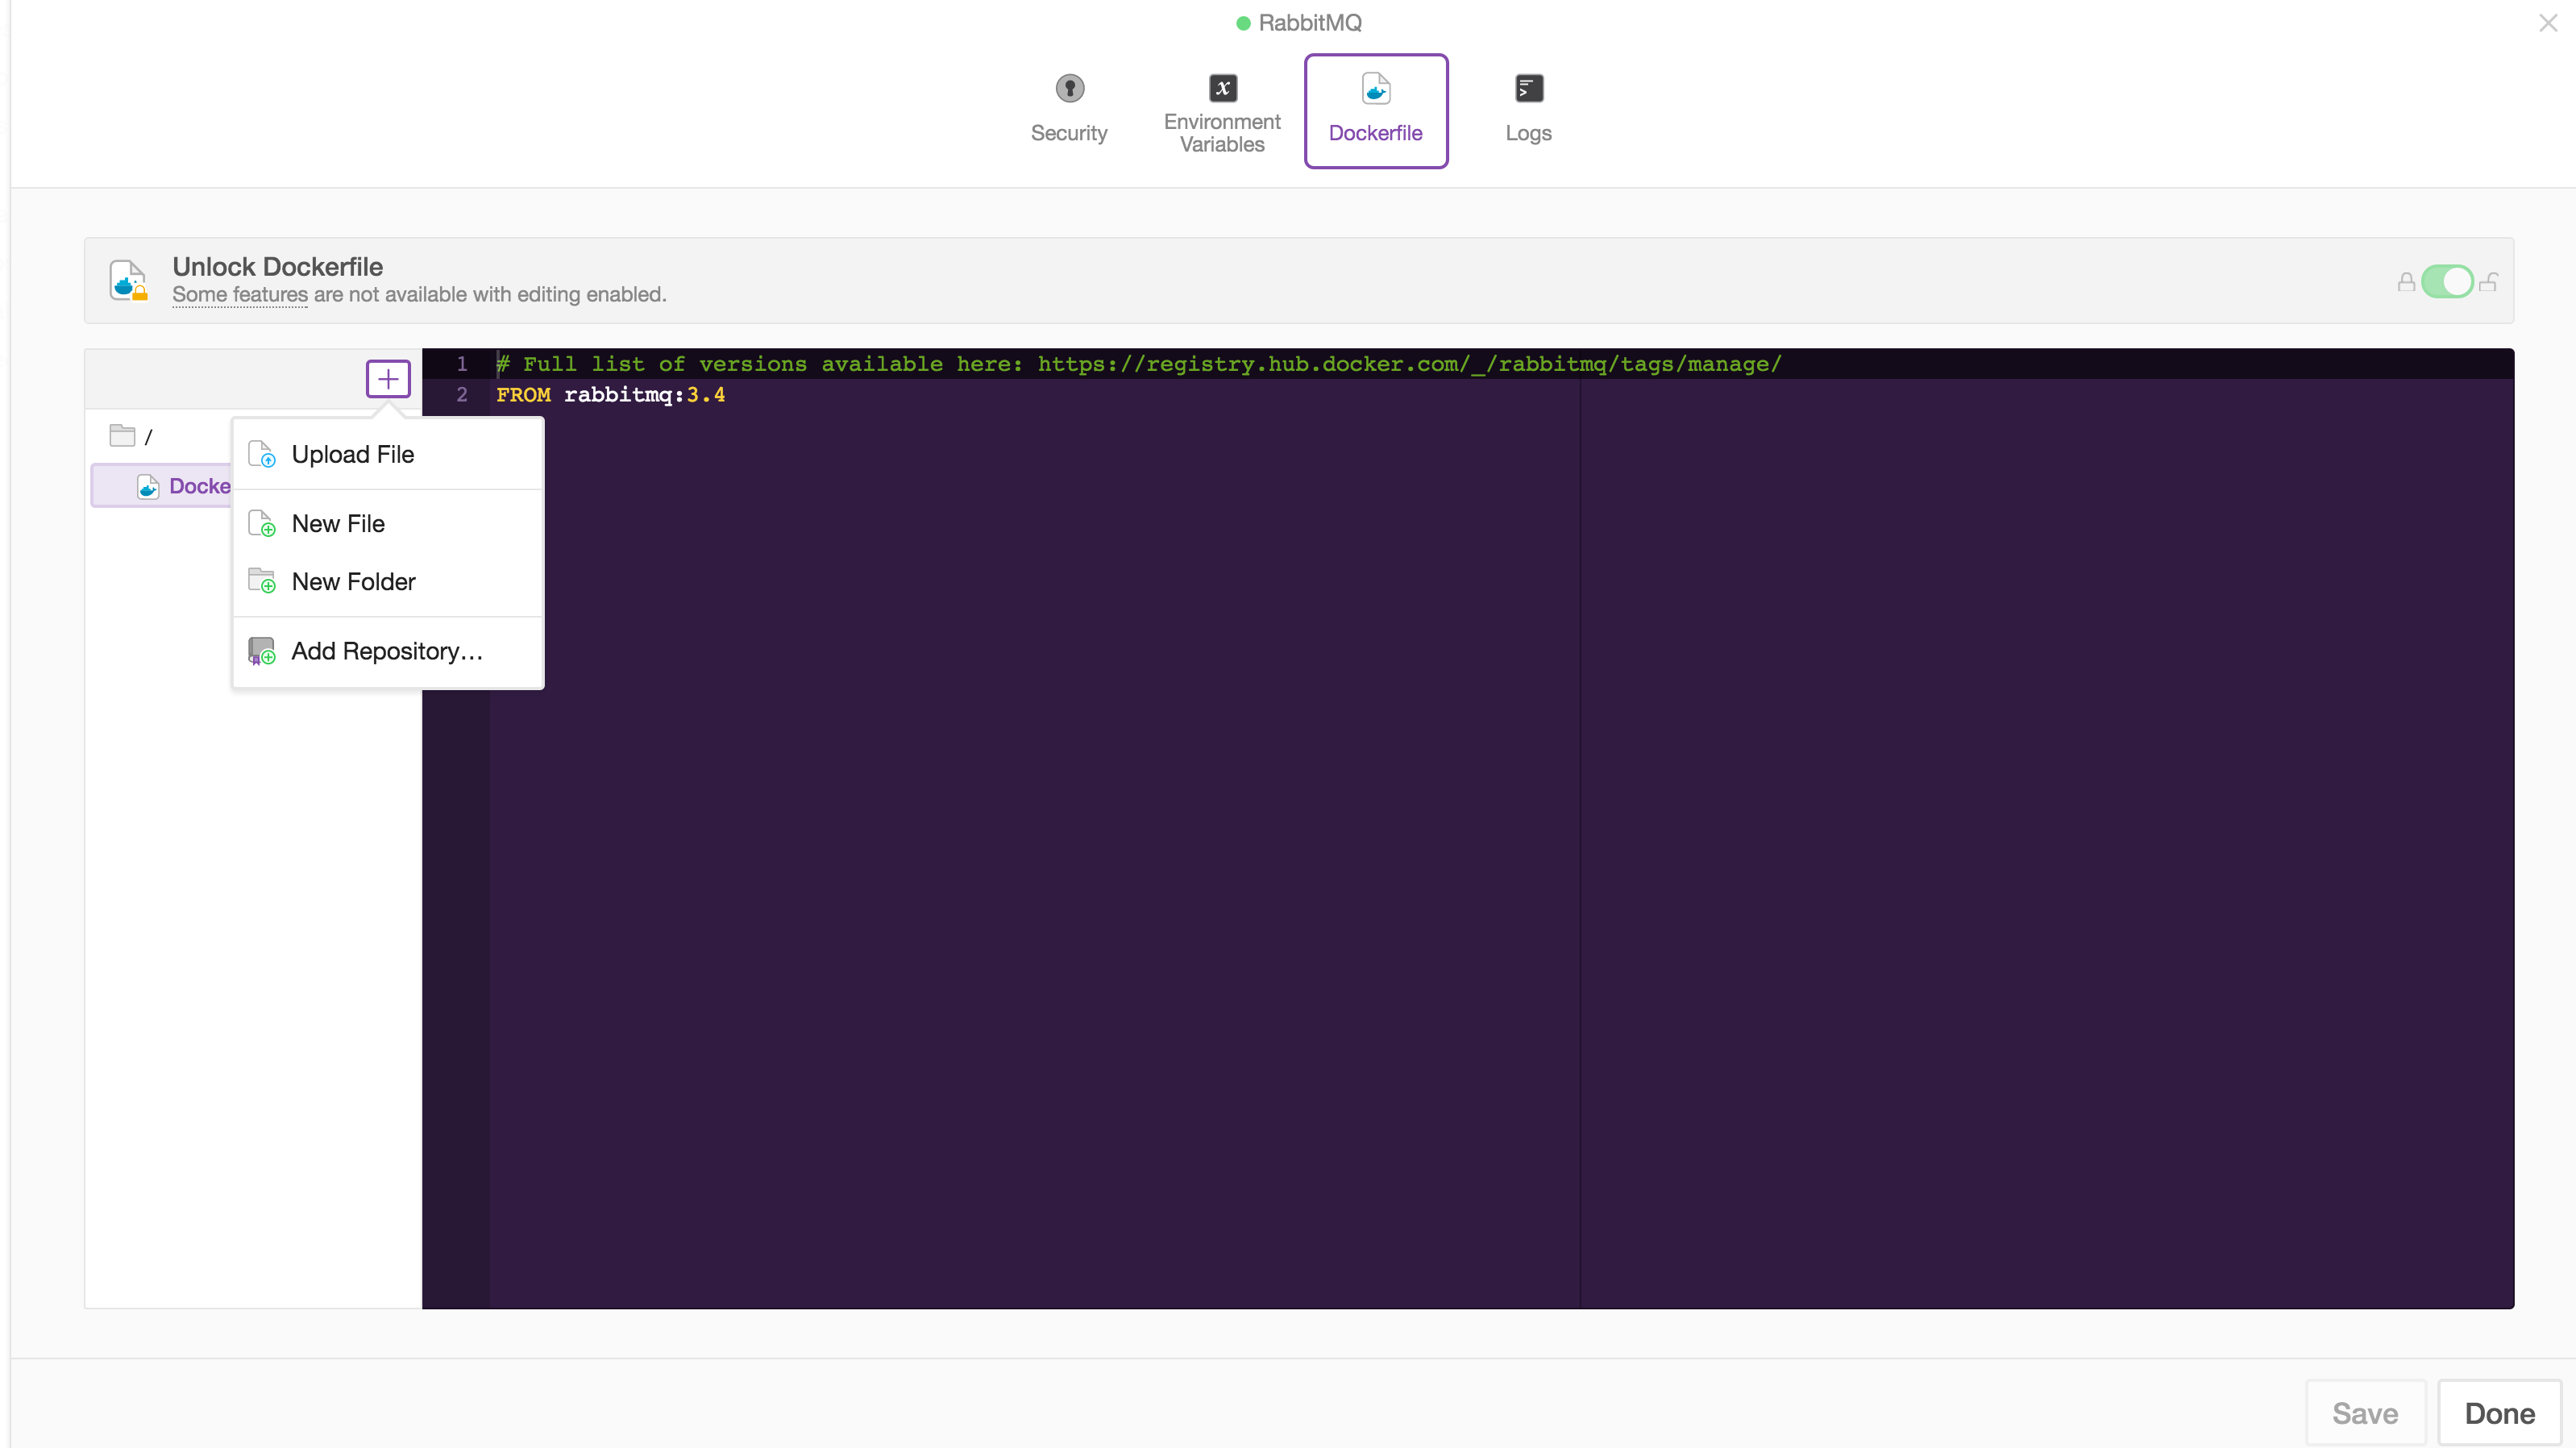 RabbitMQ
Security
Environment
Variables
Dockerfile
Logs
Unlock Dockerfile
Some features are not available with editing enabled.
1 # Full list of versions available here: https://registry.hub.docker.com/_/rabbitmq/tags/manage/
2 FROM rabbitmq:3.4
/
Docke
Upload File
New File
New Folder
Add Repository…
Save
Done